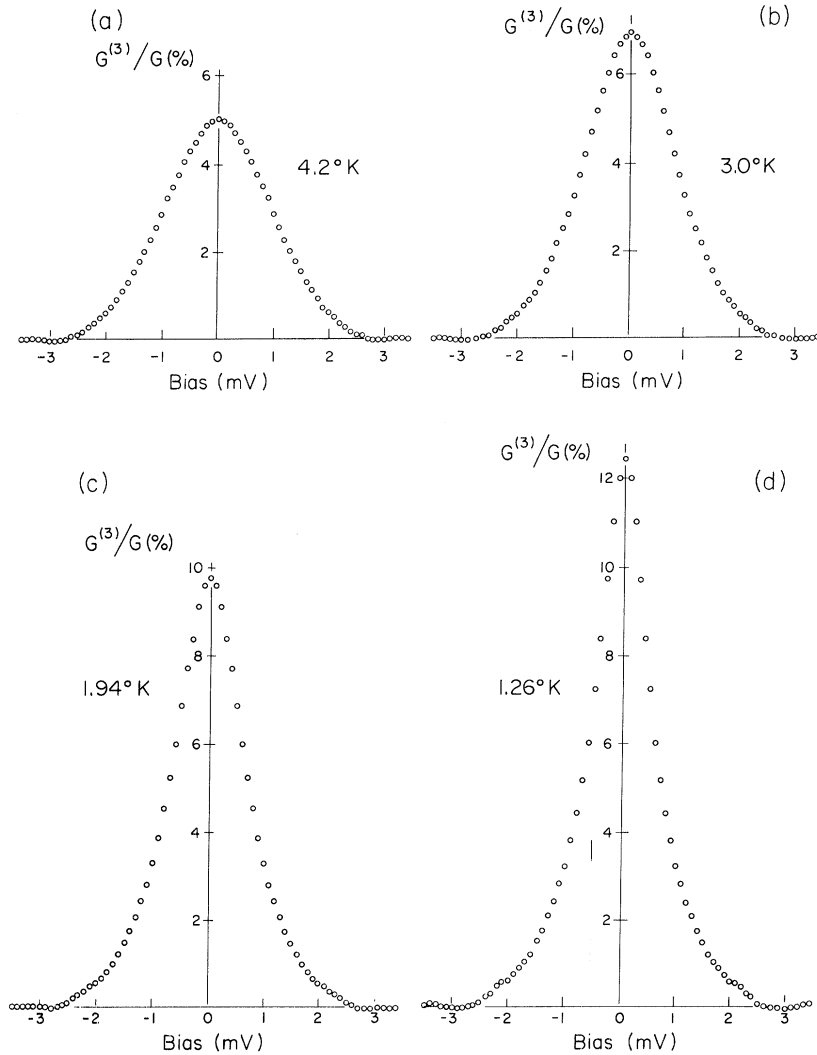 (a)
G(3)/G(%)
6
4
2
4.2°K
-3 -2 -1 0 1 2 3
Bias (mV)
(b)
G(3)/G(%)
6
4
2
3.0°K
-3 -2 -1 0 1 2 3
Bias (mV)
(c)
G(3)/G(%)
10
8
6
4
2
1.94°K
-3 -2 -1 0 1 2 3
Bias (mV)
(d)
G(3)/G(%)
12
10
8
6
4
2
1.26°K
-3 -2 -1 0 1 2 3
Bias (mV)